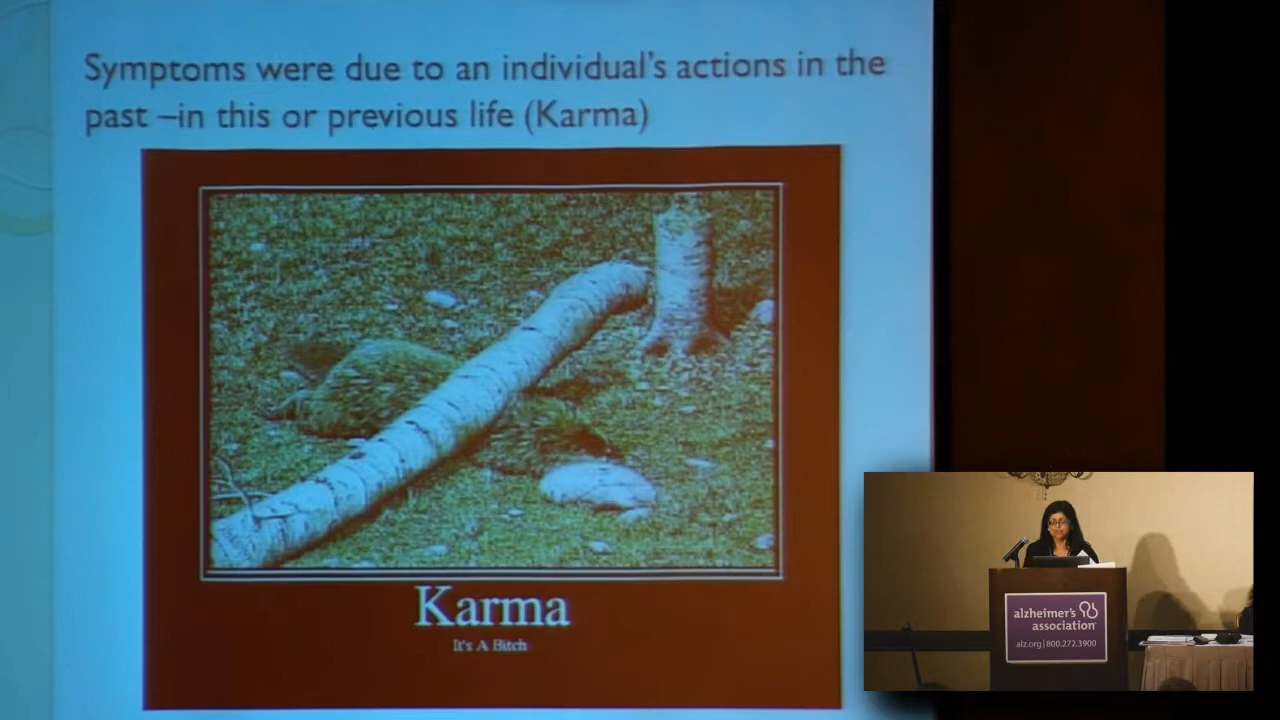 Symptoms were due to an individual's actions in the
past –in this or previous life (Karma)
Karma
It's A Bitch
alzheimer's
association
alz.org | 800.272.3900